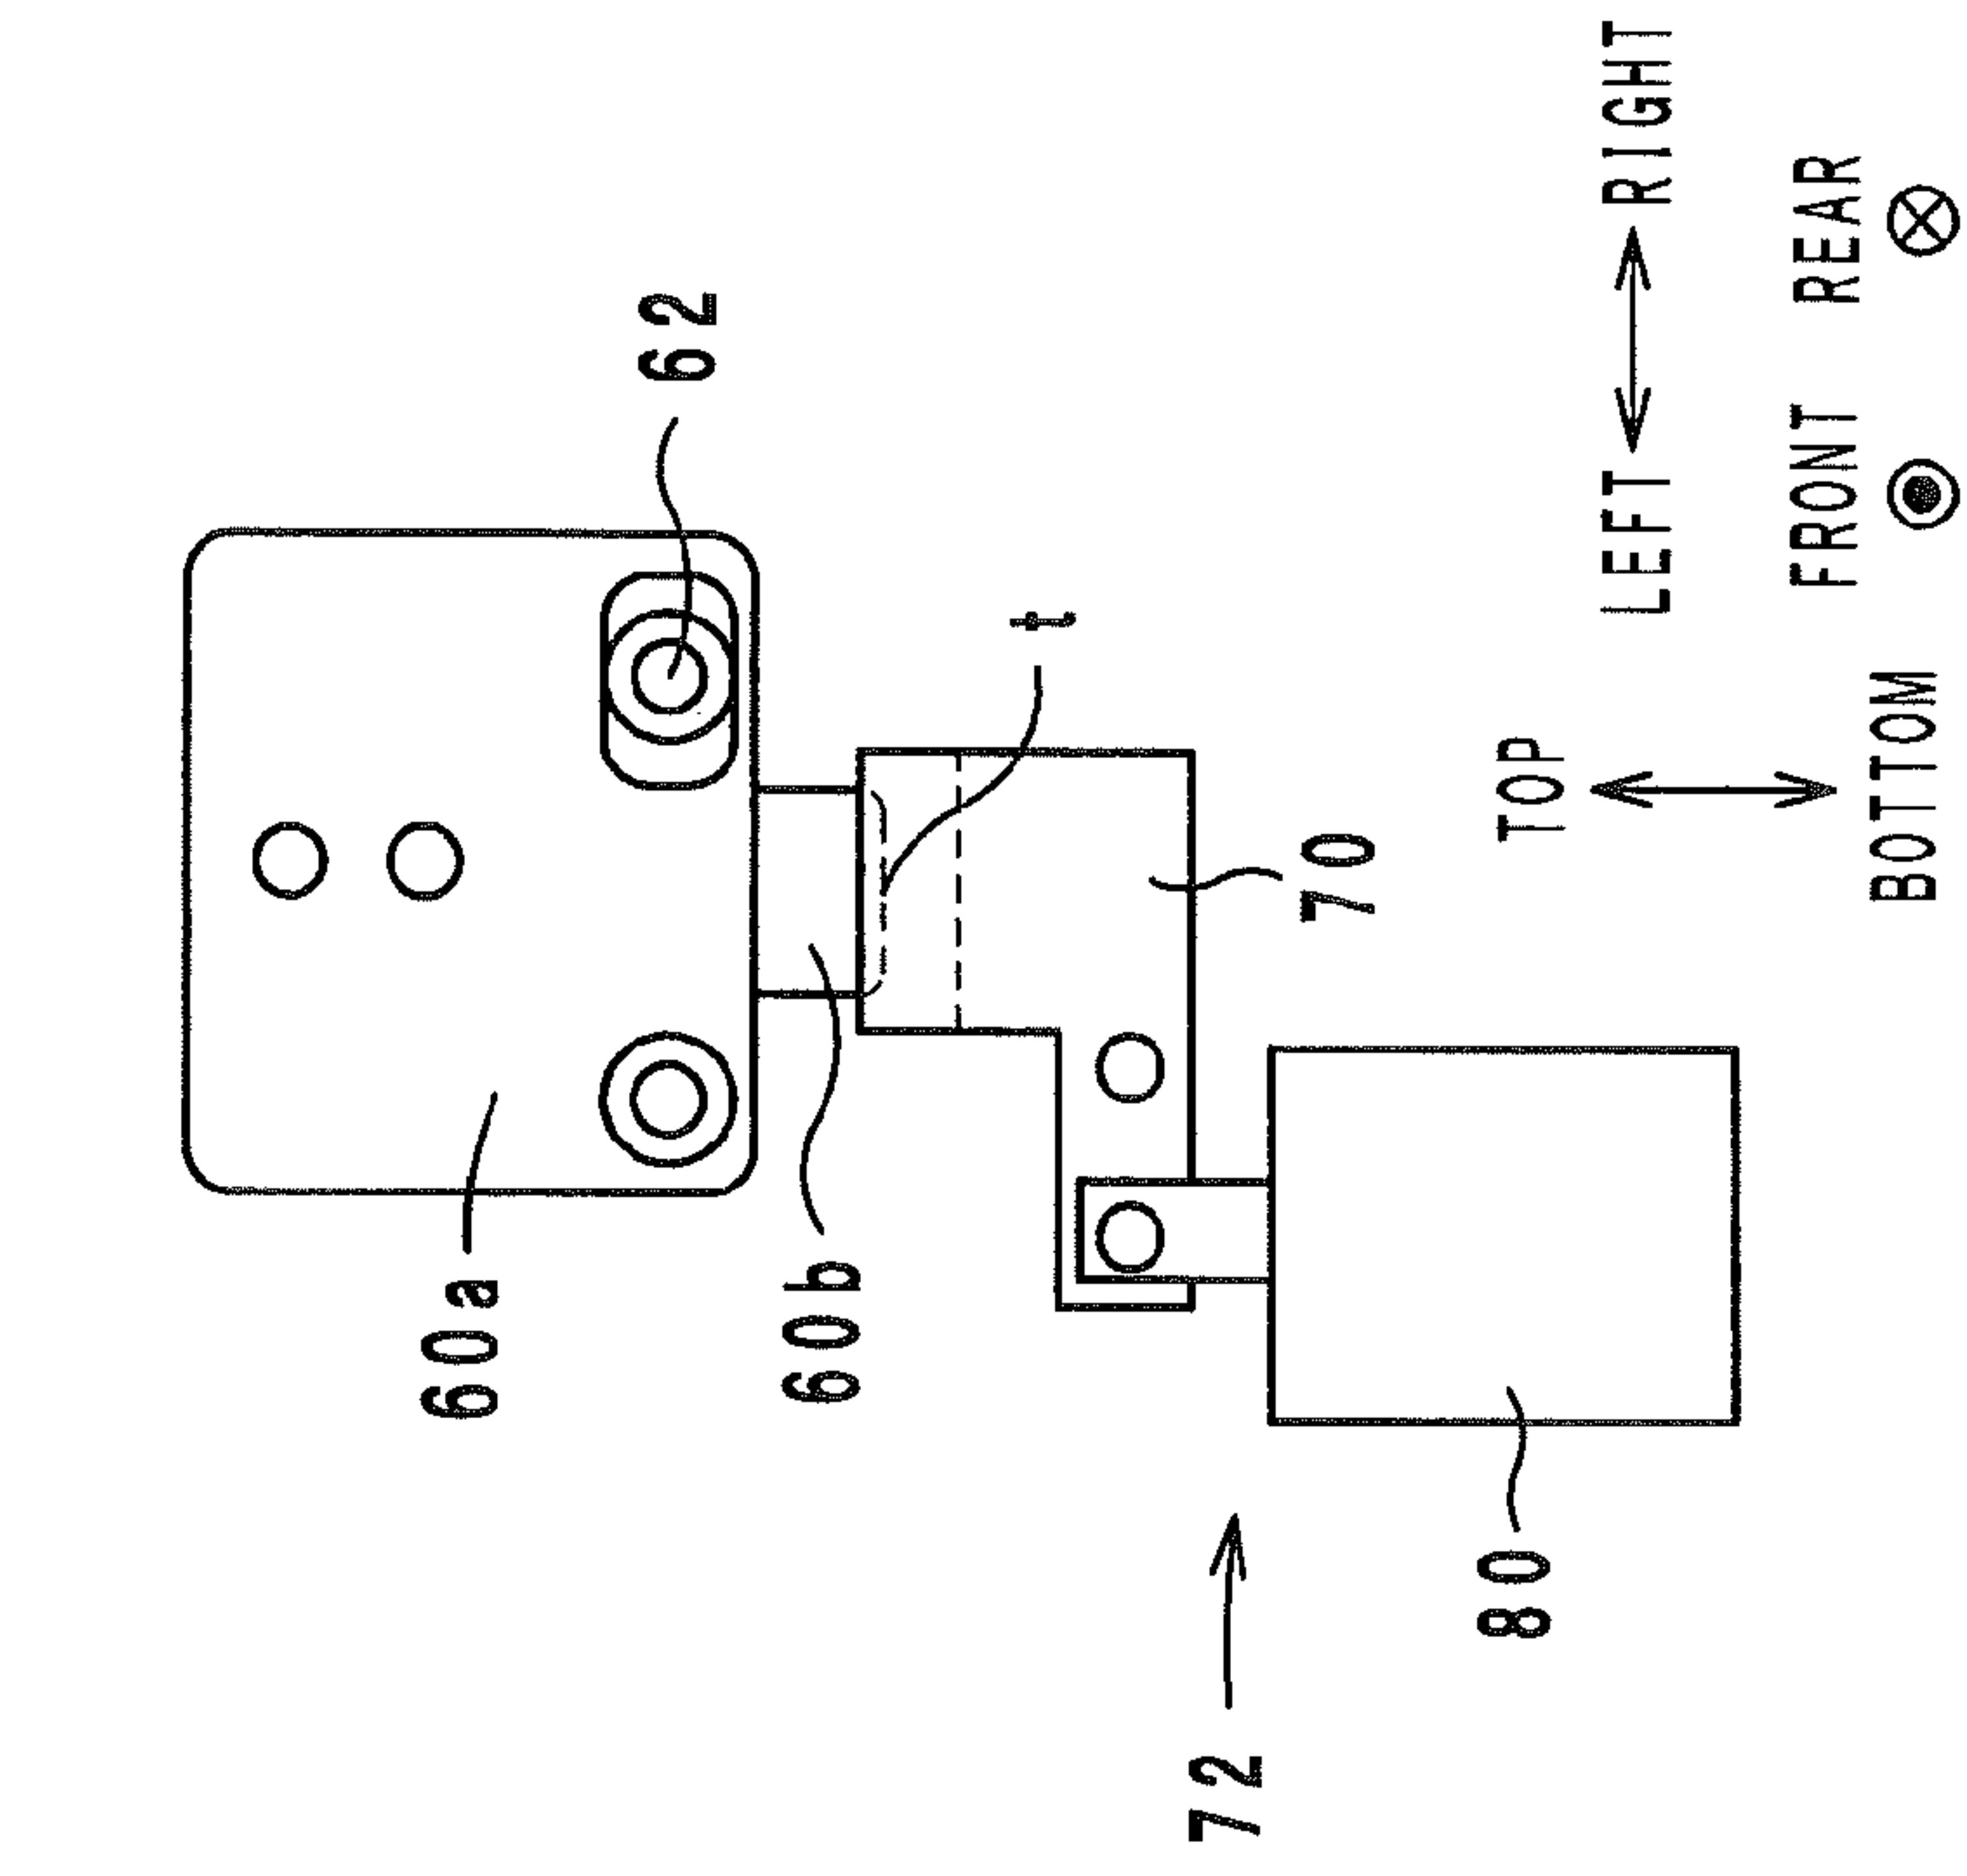 60a
62
60b
t
72
70
80
TOP
LEFT RIGHT
FRONT REAR
BOTTOM